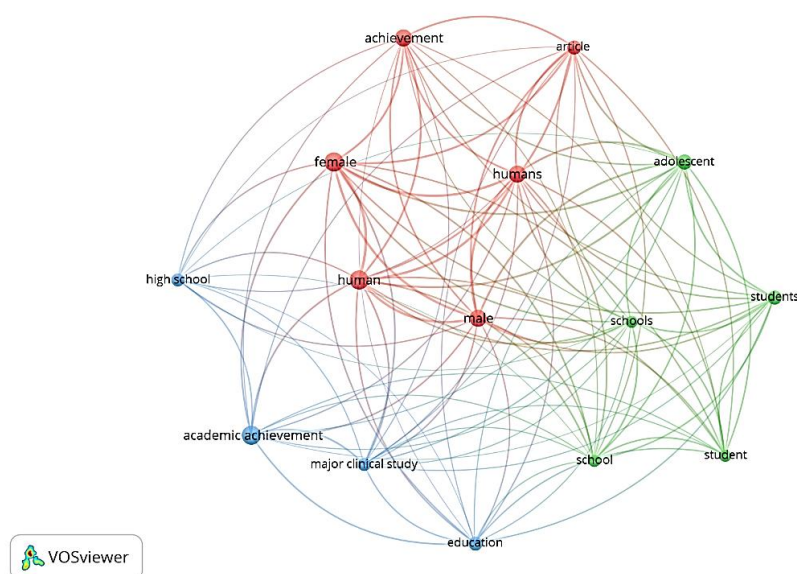 achievement
article
female
humans
adolescent
high school
human
students
male
schools
academic achievement
major clinical study
school
student
education
VOSviewer